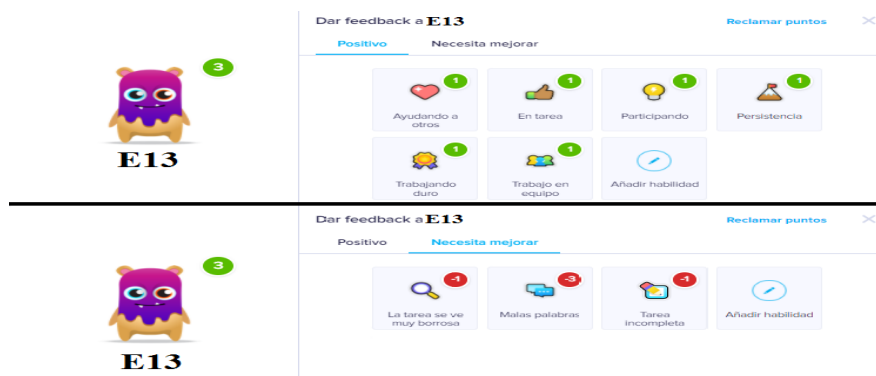 Dar feedback a E13
Reclamar puntos
Positivo
Necesita mejorar
3
E13
1
1
1
1
Ayudando a
otros
En tarea
Participando
Persistencia
1
1
Trabajando
duro
Trabajo en
equipo
Añadir habilidad
Dar feedback a E13
Reclamar puntos
Positivo
Necesita mejorar
3
E13
-1
-3
-1
La tarea se ve
muy borrosa
Malas palabras
Tarea
incompleta
Añadir habilidad